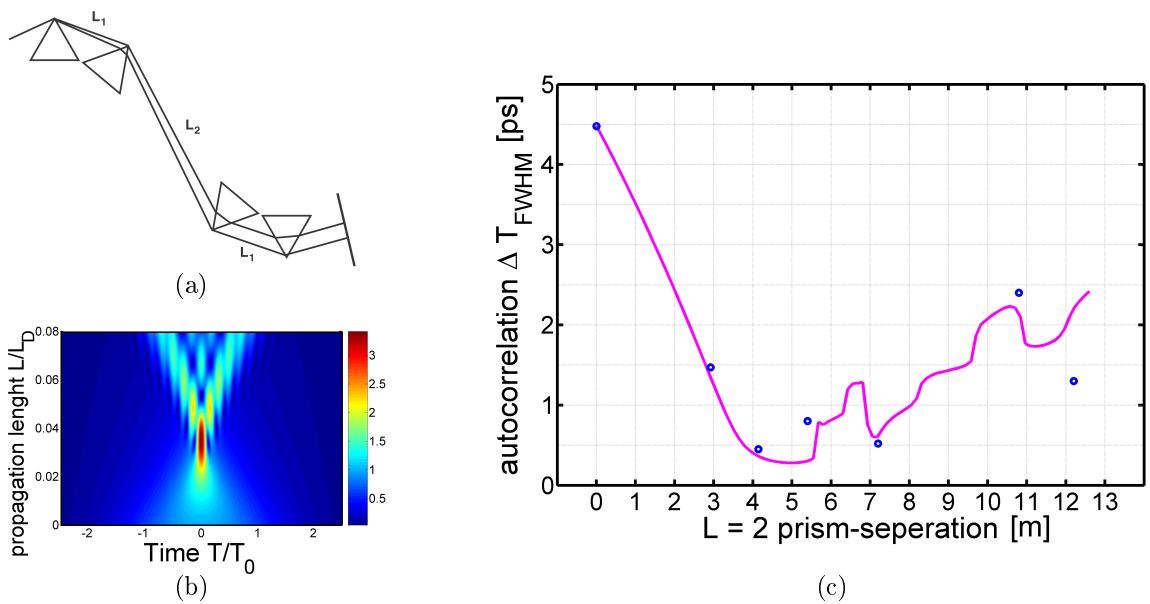 L1
L2
L1
(a)
propagation lenght L/LD
0.08
0.06
0.04
0.02
0
-2 -1 0 1 2
Time T/T0
3
2.5
2
1.5
1
0.5
(b)
autocorrelation Δ TFWHM [ps]
5
4
3
2
1
0
0 1 2 3 4 5 6 7 8 9 10 11 12 13
L = 2 prism-seperation [m]
(c)